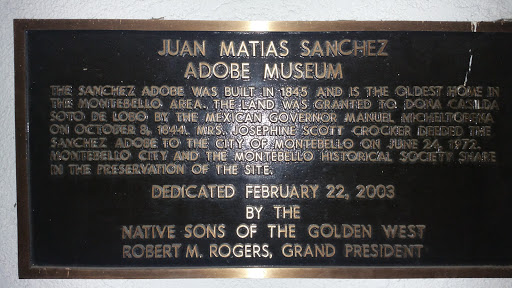 JUAN MATIAS SANCHEZ
ADOBE MUSEUM
THE SANCHEZ ADOBE WAS BUILT IN 1845 AND IS THE OLDEST HOME IN
THE MONTEBELLO AREA. THE LAND WAS GRANTED TO DONA CASILDA
SOTO DE LOBO BY THE MEXICAN GOVERNOR MANUEL MICHELTORENA
ON OCTOBER 8, 1844. MRS. JOSEPHINE SCOTT CROCKER DEEDED THE
SANCHEZ ADOBE TO THE CITY OF MONTEBELLO ON JUNE 24, 1972.
MONTEBELLO CITY AND THE MONTEBELLO HISTORICAL SOCIETY SHARE
IN THE PRESERVATION OF THE SITE.
DEDICATED FEBRUARY 22, 2003
BY THE
NATIVE SONS OF THE GOLDEN WEST
ROBERT M. ROGERS, GRAND PRESIDENT